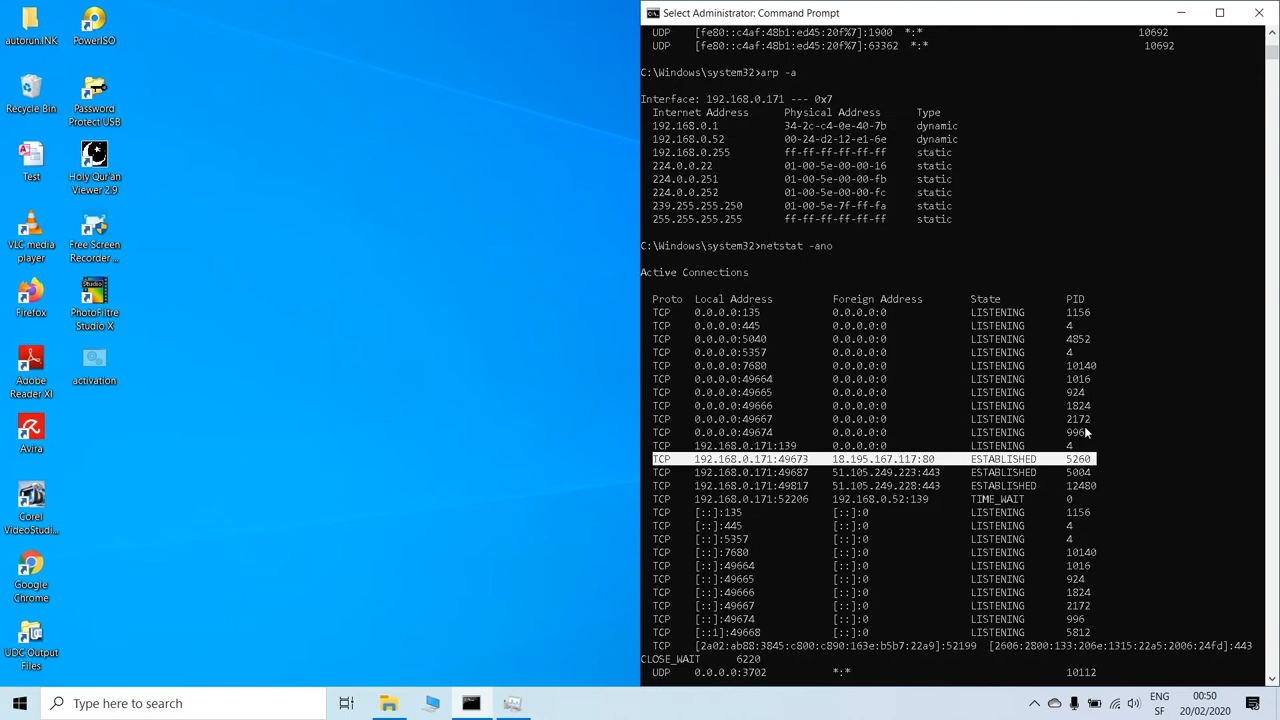 autorun.INK
PowerISO
Recycle Bin
Password
Protect USB
Test
Holy Qur'an
Viewer 2.9
VLC media
player
Free Screen
Recorder ...
Firefox
Studio
PhotoFiltre
Studio X
Adobe
Reader XI
activation
Avira
Corel
VideoStudi...
Google
Chrome
UDC Output
Files
Select Administrator: Command Prompt
UDP [fe80::c4af:48b1:ed45:20f%7]:1900 *:* 10692
UDP [fe80::c4af:48b1:ed45:20f%7]:63362 *:* 10692
C:\Windows\system32>arp -a
Interface: 192.168.0.171 --- 0x7
Internet Address Physical Address Type
192.168.0.1 34-2c-c4-0e-40-7b dynamic
192.168.0.52 00-24-d2-12-e1-6e dynamic
192.168.0.255 ff-ff-ff-ff-ff-ff static
224.0.0.22 01-00-5e-00-00-16 static
224.0.0.251 01-00-5e-00-00-fb static
224.0.0.252 01-00-5e-00-00-fc static
239.255.255.250 01-00-5e-7f-ff-fa static
255.255.255.255 ff-ff-ff-ff-ff-ff static
C:\Windows\system32>netstat -ano
Active Connections
Proto Local Address Foreign Address State PID
TCP 0.0.0.0:135 0.0.0.0:0 LISTENING 1156
TCP 0.0.0.0:445 0.0.0.0:0 LISTENING 4
TCP 0.0.0.0:5040 0.0.0.0:0 LISTENING 4852
TCP 0.0.0.0:5357 0.0.0.0:0 LISTENING 4
TCP 0.0.0.0:7680 0.0.0.0:0 LISTENING 10140
TCP 0.0.0.0:49664 0.0.0.0:0 LISTENING 1016
TCP 0.0.0.0:49665 0.0.0.0:0 LISTENING 924
TCP 0.0.0.0:49666 0.0.0.0:0 LISTENING 1824
TCP 0.0.0.0:49667 0.0.0.0:0 LISTENING 2172
TCP 0.0.0.0:49674 0.0.0.0:0 LISTENING 996
TCP 192.168.0.171:139 0.0.0.0:0 LISTENING 4
TCP 192.168.0.171:49673 18.195.167.117:80 ESTABLISHED 5260
TCP 192.168.0.171:49687 51.105.249.223:443 ESTABLISHED 5004
TCP 192.168.0.171:49817 51.105.249.228:443 ESTABLISHED 12480
TCP 192.168.0.171:52206 192.168.0.52:139 TIME_WAIT 0
TCP [::]:135 [::]:0 LISTENING 1156
TCP [::]:445 [::]:0 LISTENING 4
TCP [::]:5357 [::]:0 LISTENING 4
TCP [::]:7680 [::]:0 LISTENING 10140
TCP [::]:49664 [::]:0 LISTENING 1016
TCP [::]:49665 [::]:0 LISTENING 924
TCP [::]:49666 [::]:0 LISTENING 1824
TCP [::]:49667 [::]:0 LISTENING 2172
TCP [::]:49674 [::]:0 LISTENING 996
TCP [::1]:49668 [::]:0 LISTENING 5812
TCP [2a02:ab88:3845:c800:c890:163e:b5b7:22a9]:52199 [2606:2800:133:206e:1315:22a5:2006:24fd]:443
CLOSE_WAIT 6220
UDP 0.0.0.0:3702 *:* 10112
Type here to search
ENG
SF
00:50
20/02/2020